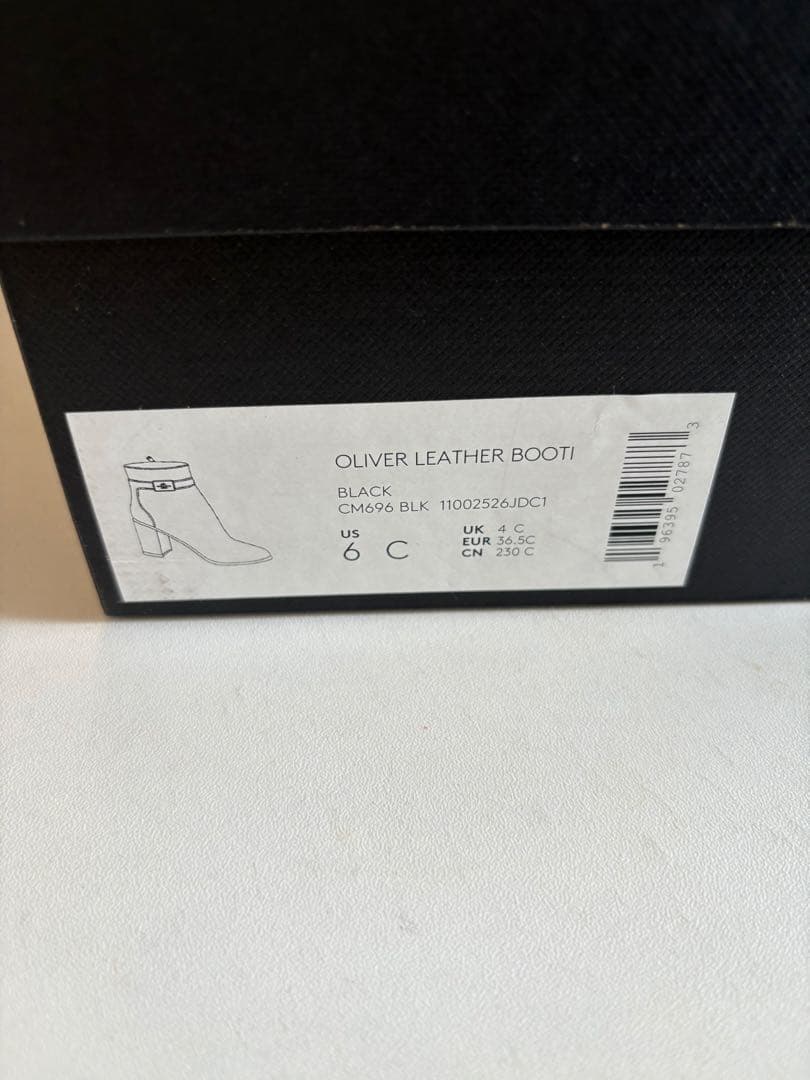 OLIVER LEATHER BOOTI
BLACK
CM696 BLK 11002526JDC1
US
6 C
UK 4 C
EUR 36.5C
CN 230 C
1 96395 02787 3